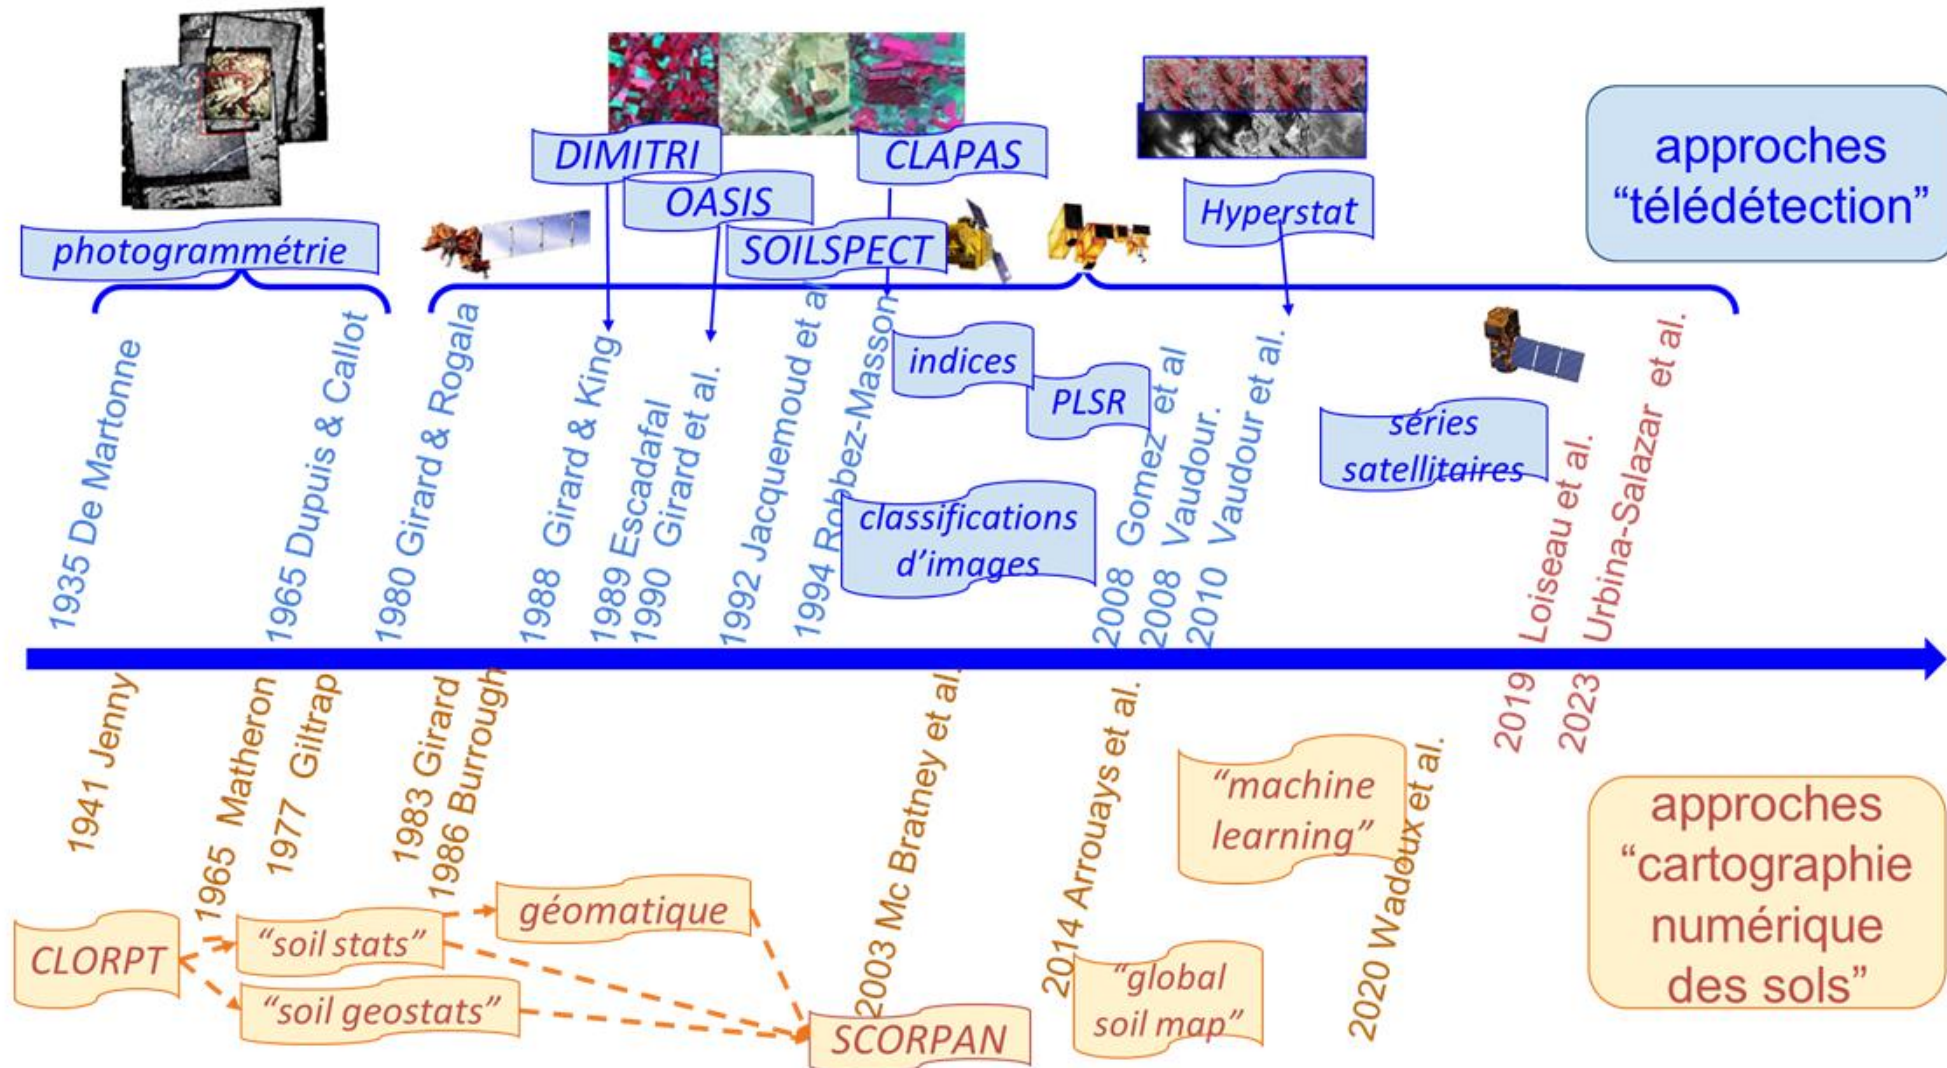 approches
“télédétection”
photogrammétrie
DIMITRI
OASIS
SOILSPECT
CLAPAS
Hyperstat
indices
PLSR
classifications
d’images
séries
satellitaires
1935 De Martonne
1965 Dupuis & Callot
1980 Girard & Rogala
1988 Girard & King
1989 Escadafal
1990 Girard et al.
1992 Jacquemoud et al
1994 Robbez-Masson
2008 Gomez et al
2008 Vaudour.
2010 Vaudour et al.
2019 Loiseau et al.
2023 Urbina-Salazar et al.
1941 Jenny
1965 Matheron
1977 Giltrap
1983 Girard
1986 Burrough
2003 Mc Bratney et al.
2014 Arrouays et al.
2020 Wadoux et al.
CLORPT
“soil stats”
“soil geostats”
géomatique
SCORPAN
“global
soil map”
“machine
learning”
approches
“cartographie
numérique
des sols”